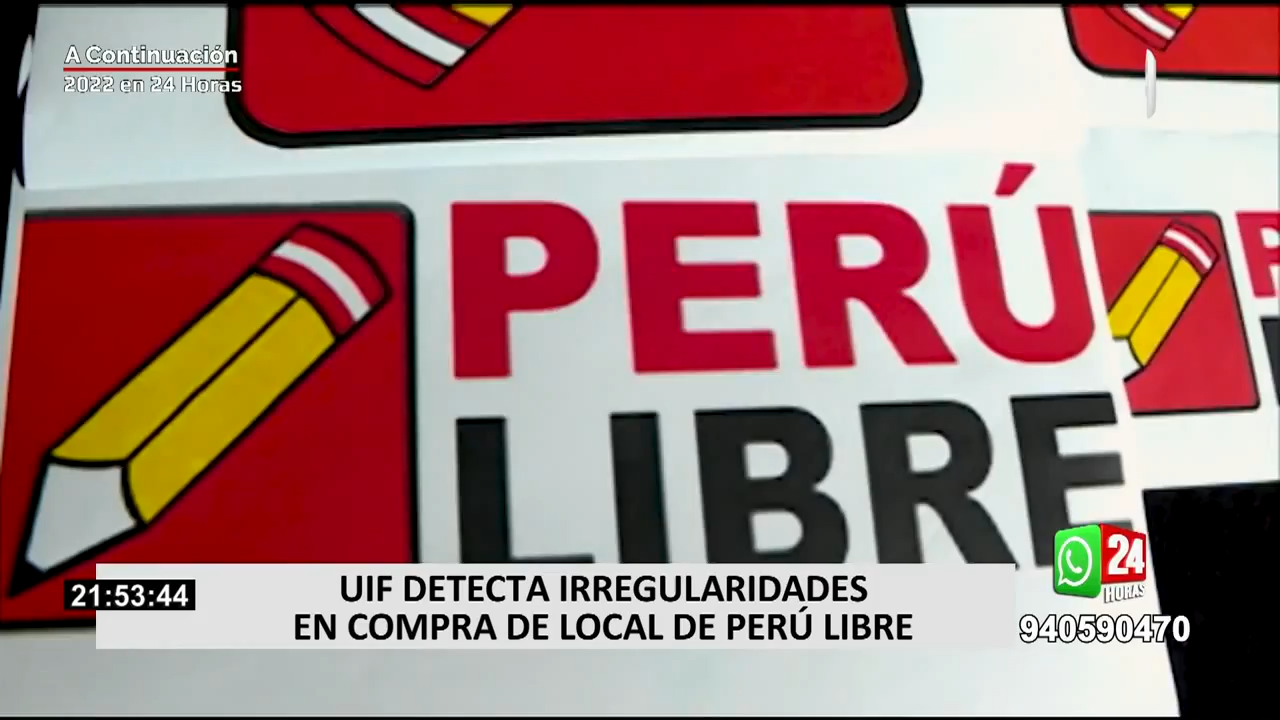 A Continuación
2022 en 24 Horas
PERÚ
LIBRE
P
21:53:44
UIF DETECTA IRREGULARIDADES
EN COMPRA DE LOCAL DE PERÚ LIBRE
24
HORAS
940590470